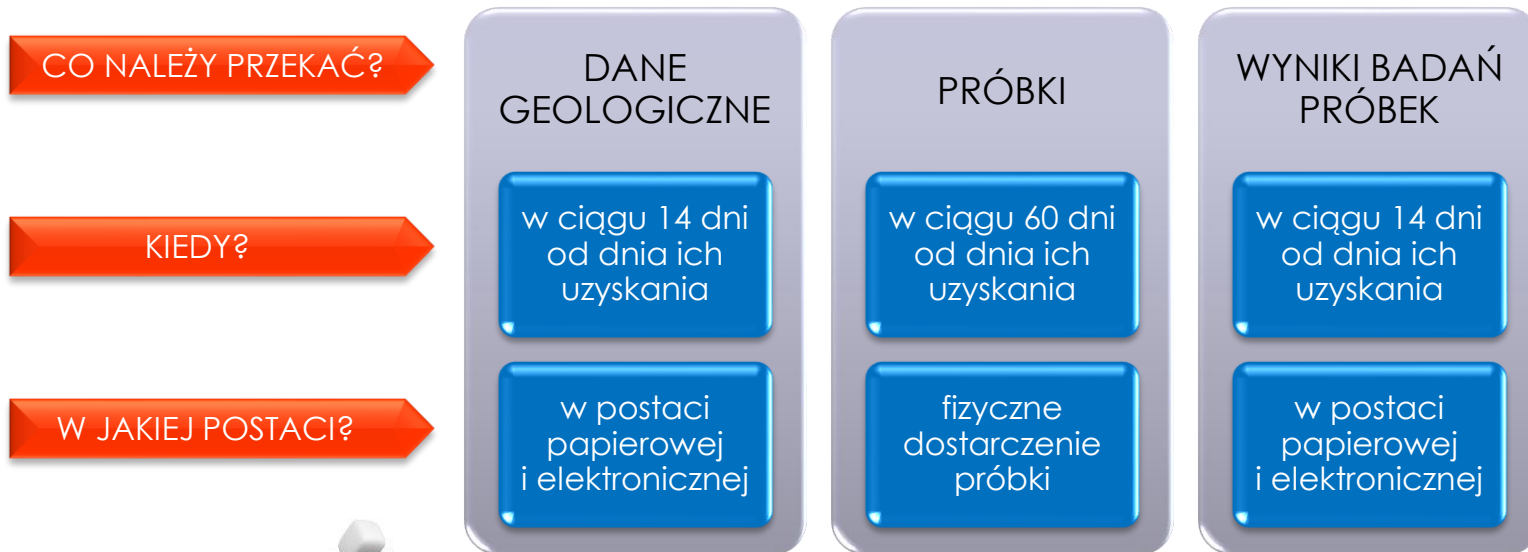 CO NALEŻY PRZEKAĆ?
DANE
GEOLOGICZNE
PRÓBKI
WYNIKI BADAŃ
PRÓBEK
KIEDY?
w ciągu 14 dni
od dnia ich
uzyskania
w ciągu 60 dni
od dnia ich
uzyskania
w ciągu 14 dni
od dnia ich
uzyskania
W JAKIEJ POSTACI?
w postaci
papierowej
i elektronicznej
fizyczne
dostarczenie
próbki
w postaci
papierowej
i elektronicznej